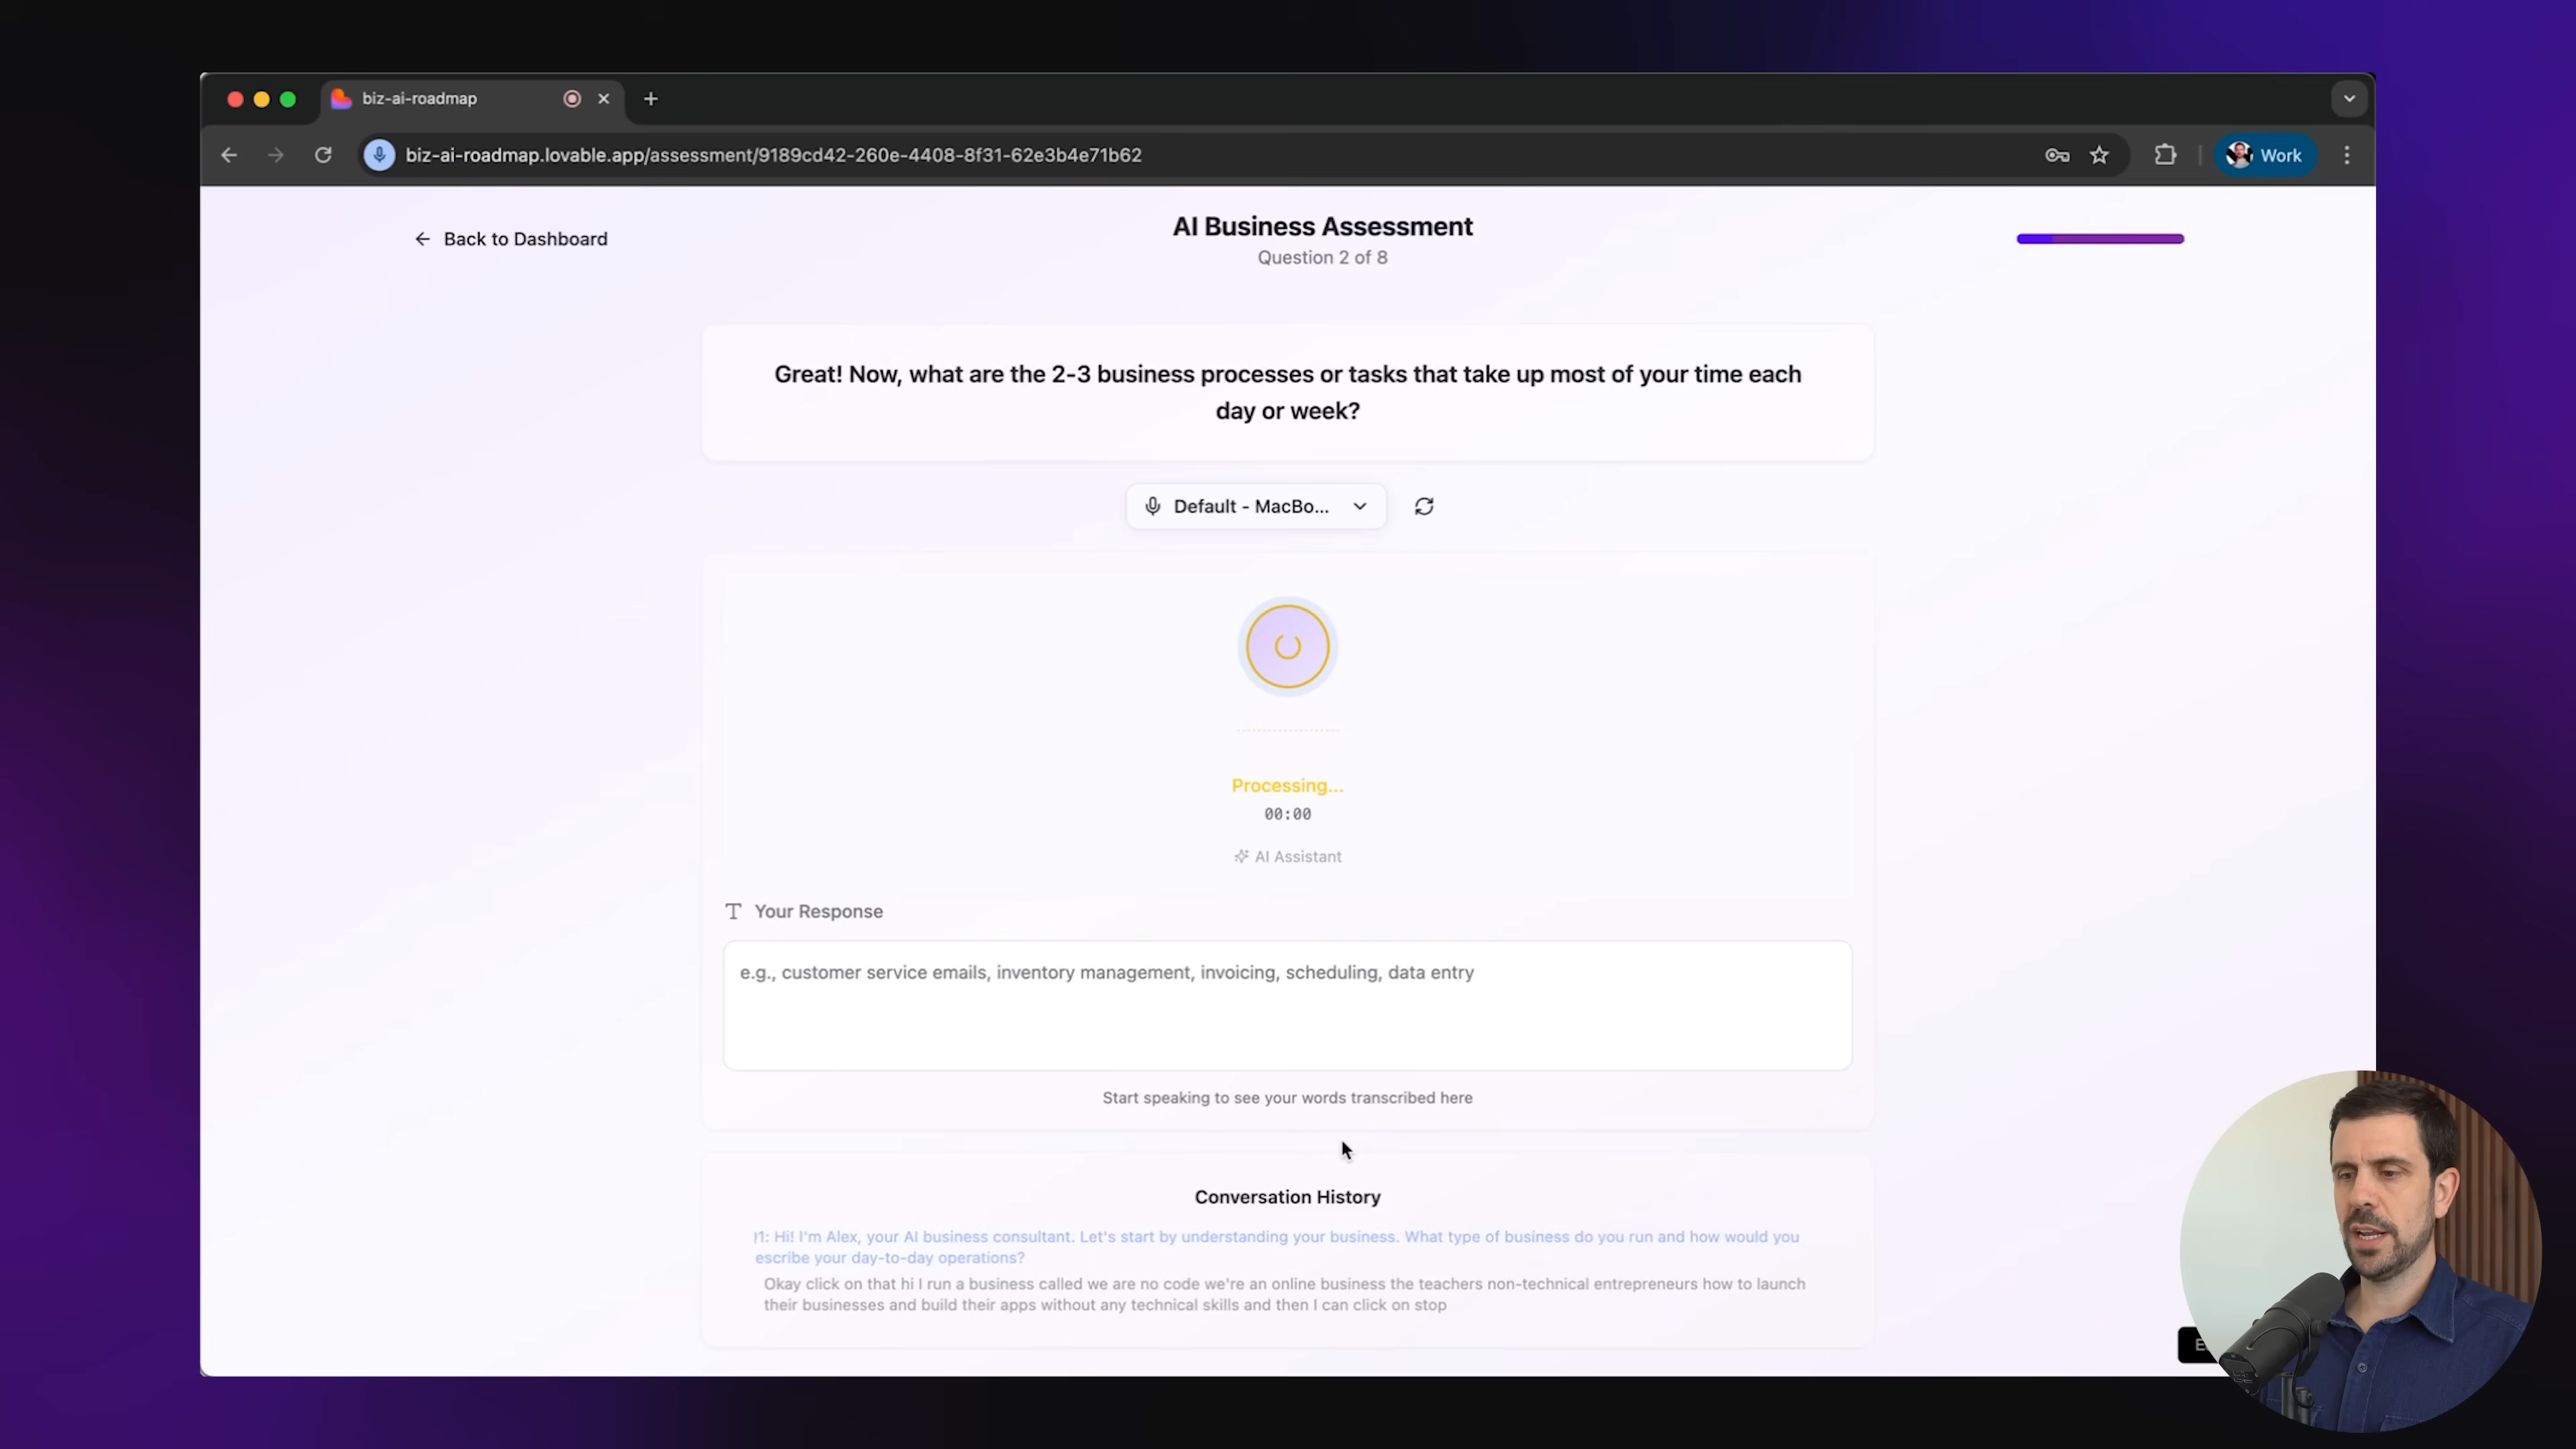 biz-ai-roadmap
biz-ai-roadmap.lovable.app/assessment/9189cd42-260e-4408-8f31-62e3b4e71b62
Work
Back to Dashboard
AI Business Assessment
Question 2 of 8
Great! Now, what are the 2-3 business processes or tasks that take up most of your time each
day or week?
Default - MacBo...
Processing...
00:00
AI Assistant
Your Response
e.g., customer service emails, inventory management, invoicing, scheduling, data entry
Start speaking to see your words transcribed here
Conversation History
1: Hi! I'm Alex, your AI business consultant. Let's start by understanding your business. What type of business do you run and how would you
escribe your day-to-day operations?
Okay click on that hi I run a business called we are no code we're an online business the teachers non-technical entrepreneurs how to launch
their businesses and build their apps without any technical skills and then I can click on stop